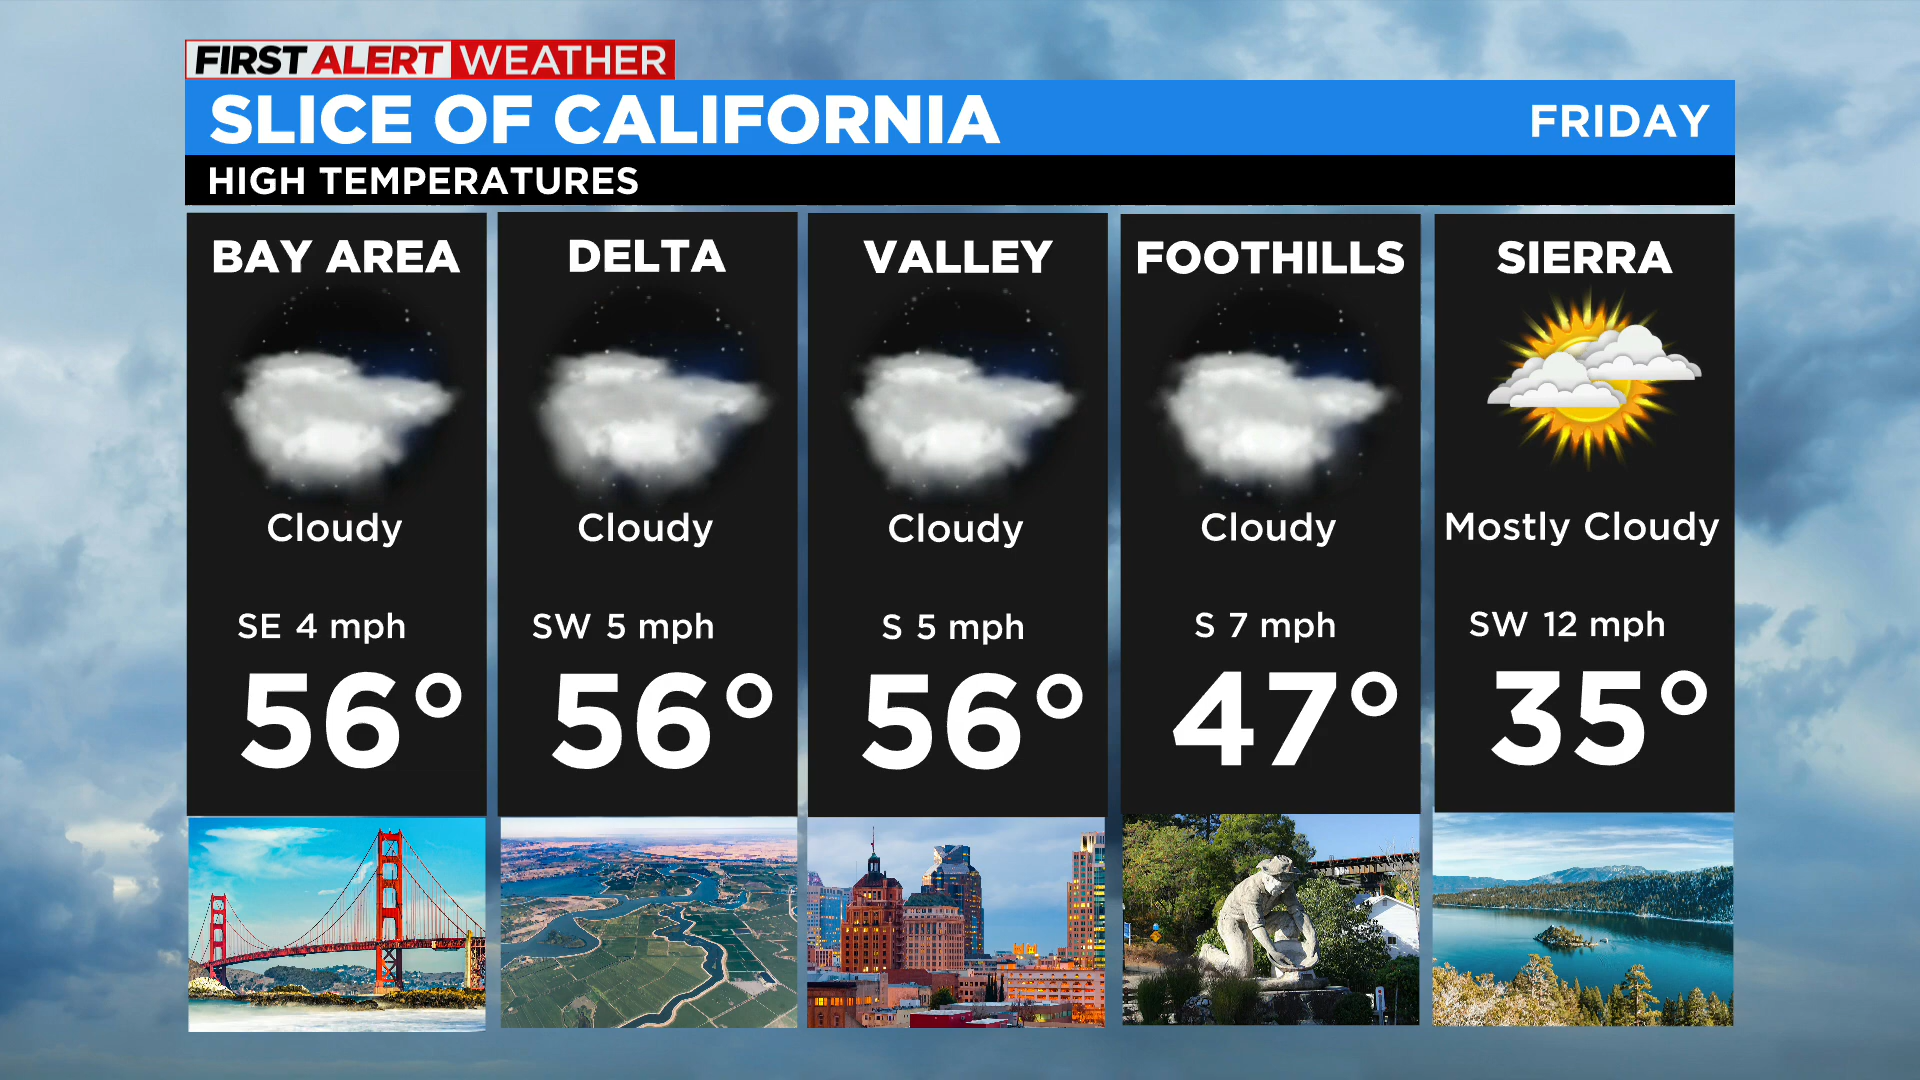 FIRST ALERT WEATHER
SLICE OF CALIFORNIA
FRIDAY
HIGH TEMPERATURES
BAY AREA
Cloudy
SE 4 mph
56°
DELTA
Cloudy
SW 5 mph
56°
VALLEY
Cloudy
S 5 mph
56°
FOOTHILLS
Cloudy
S 7 mph
47°
SIERRA
Mostly Cloudy
SW 12 mph
35°